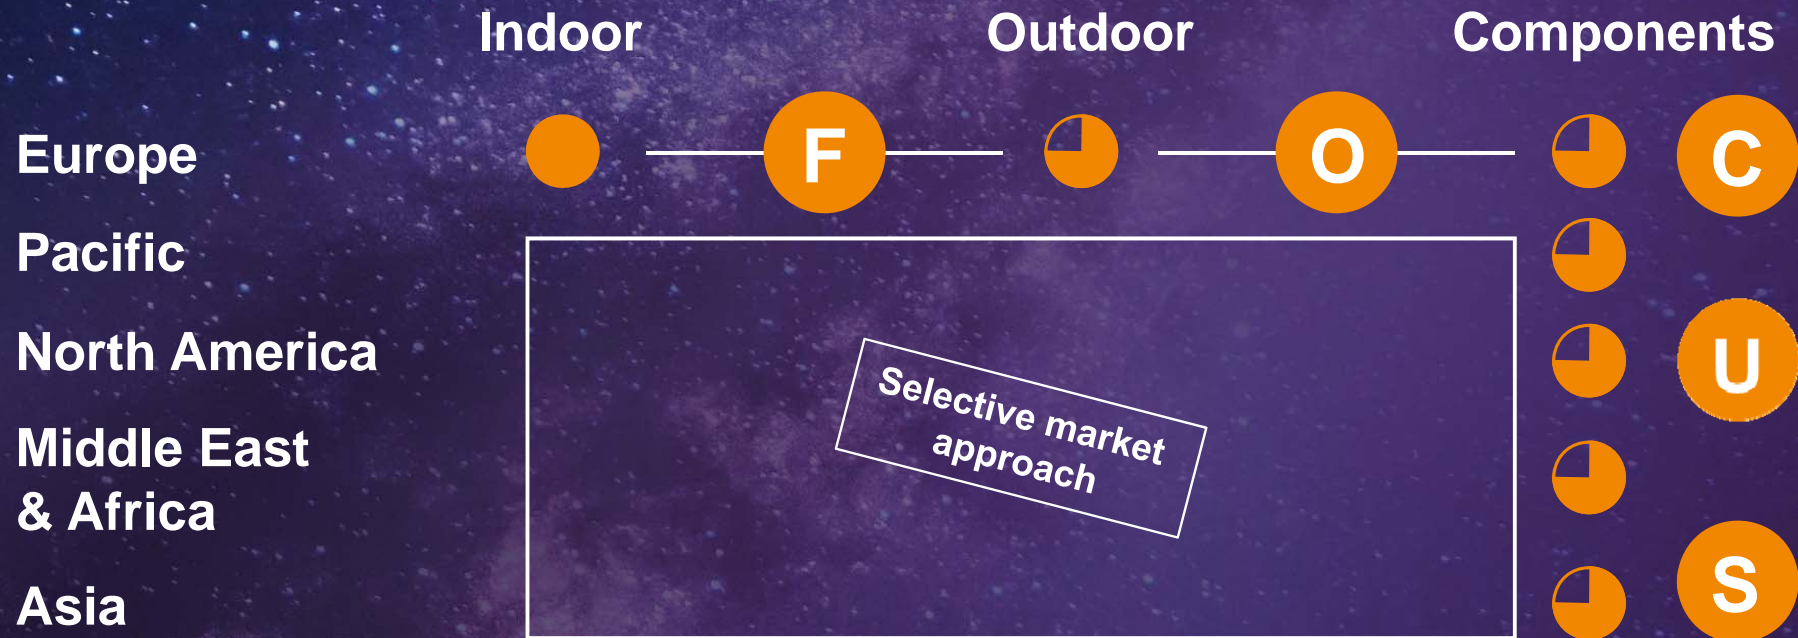 Indoor
Outdoor
Components
Europe
F
O
C
Pacific
North America
U
Selective market
approach
Middle East
& Africa
Asia
S